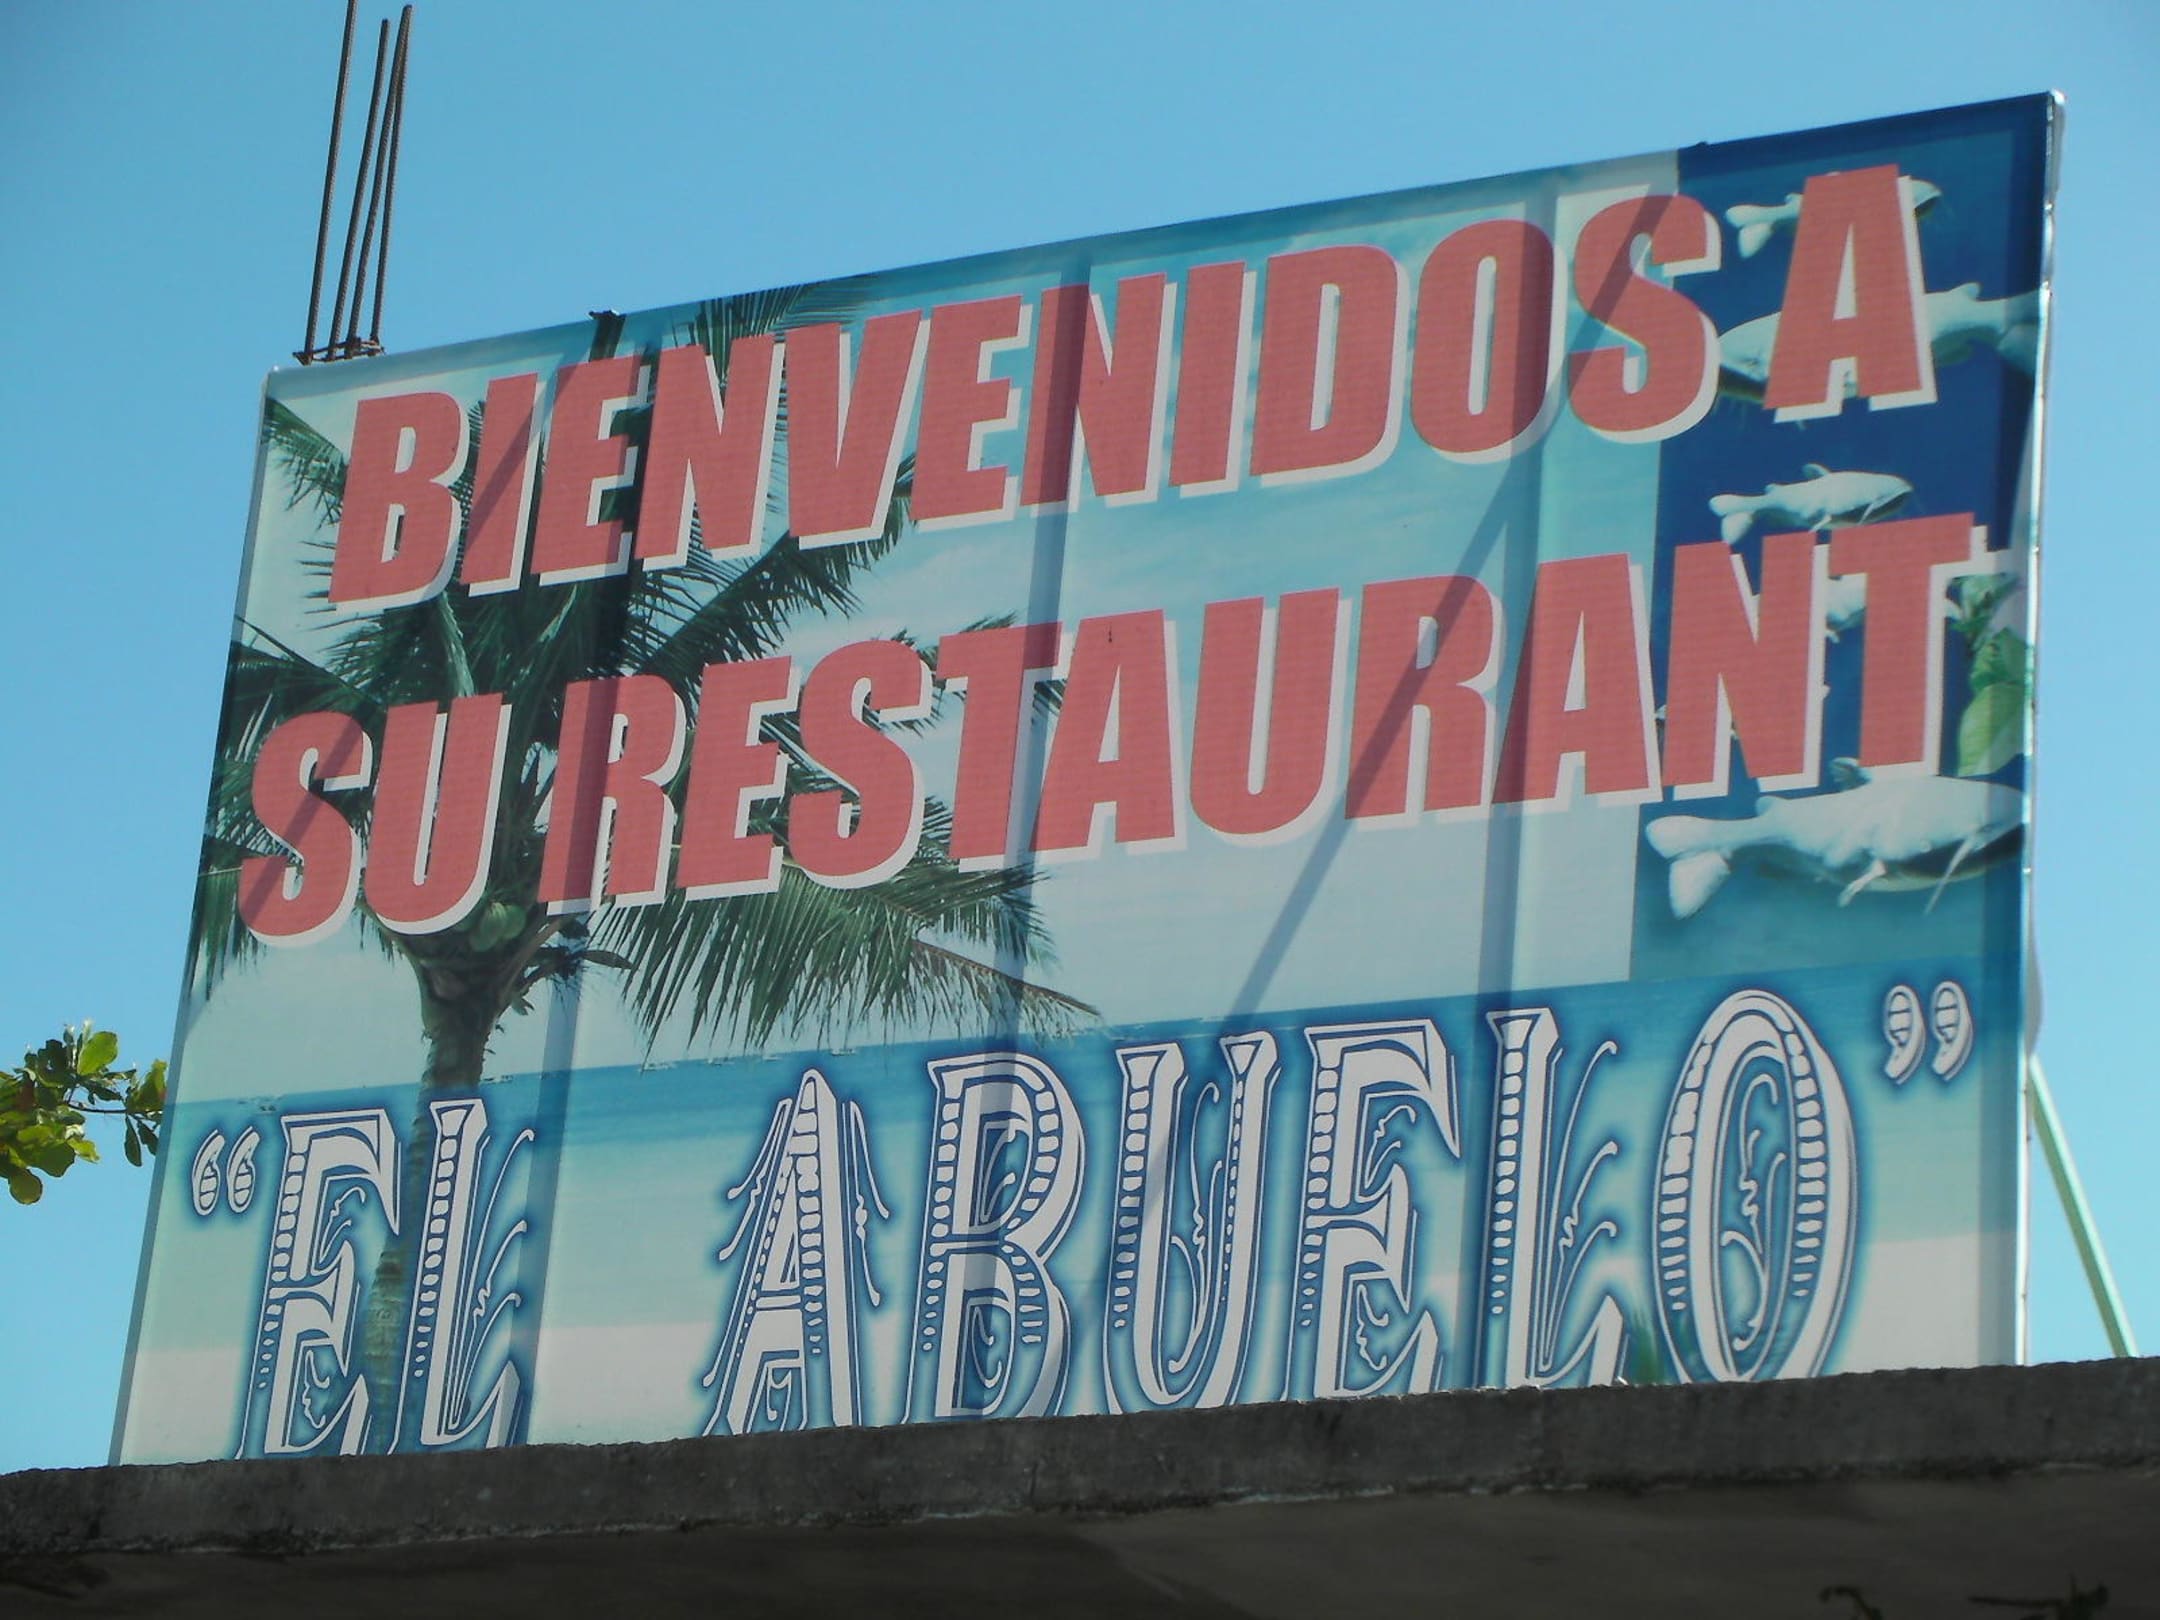 BIENVENIDOS A
SU RESTAURANT
“EL ABUELO”